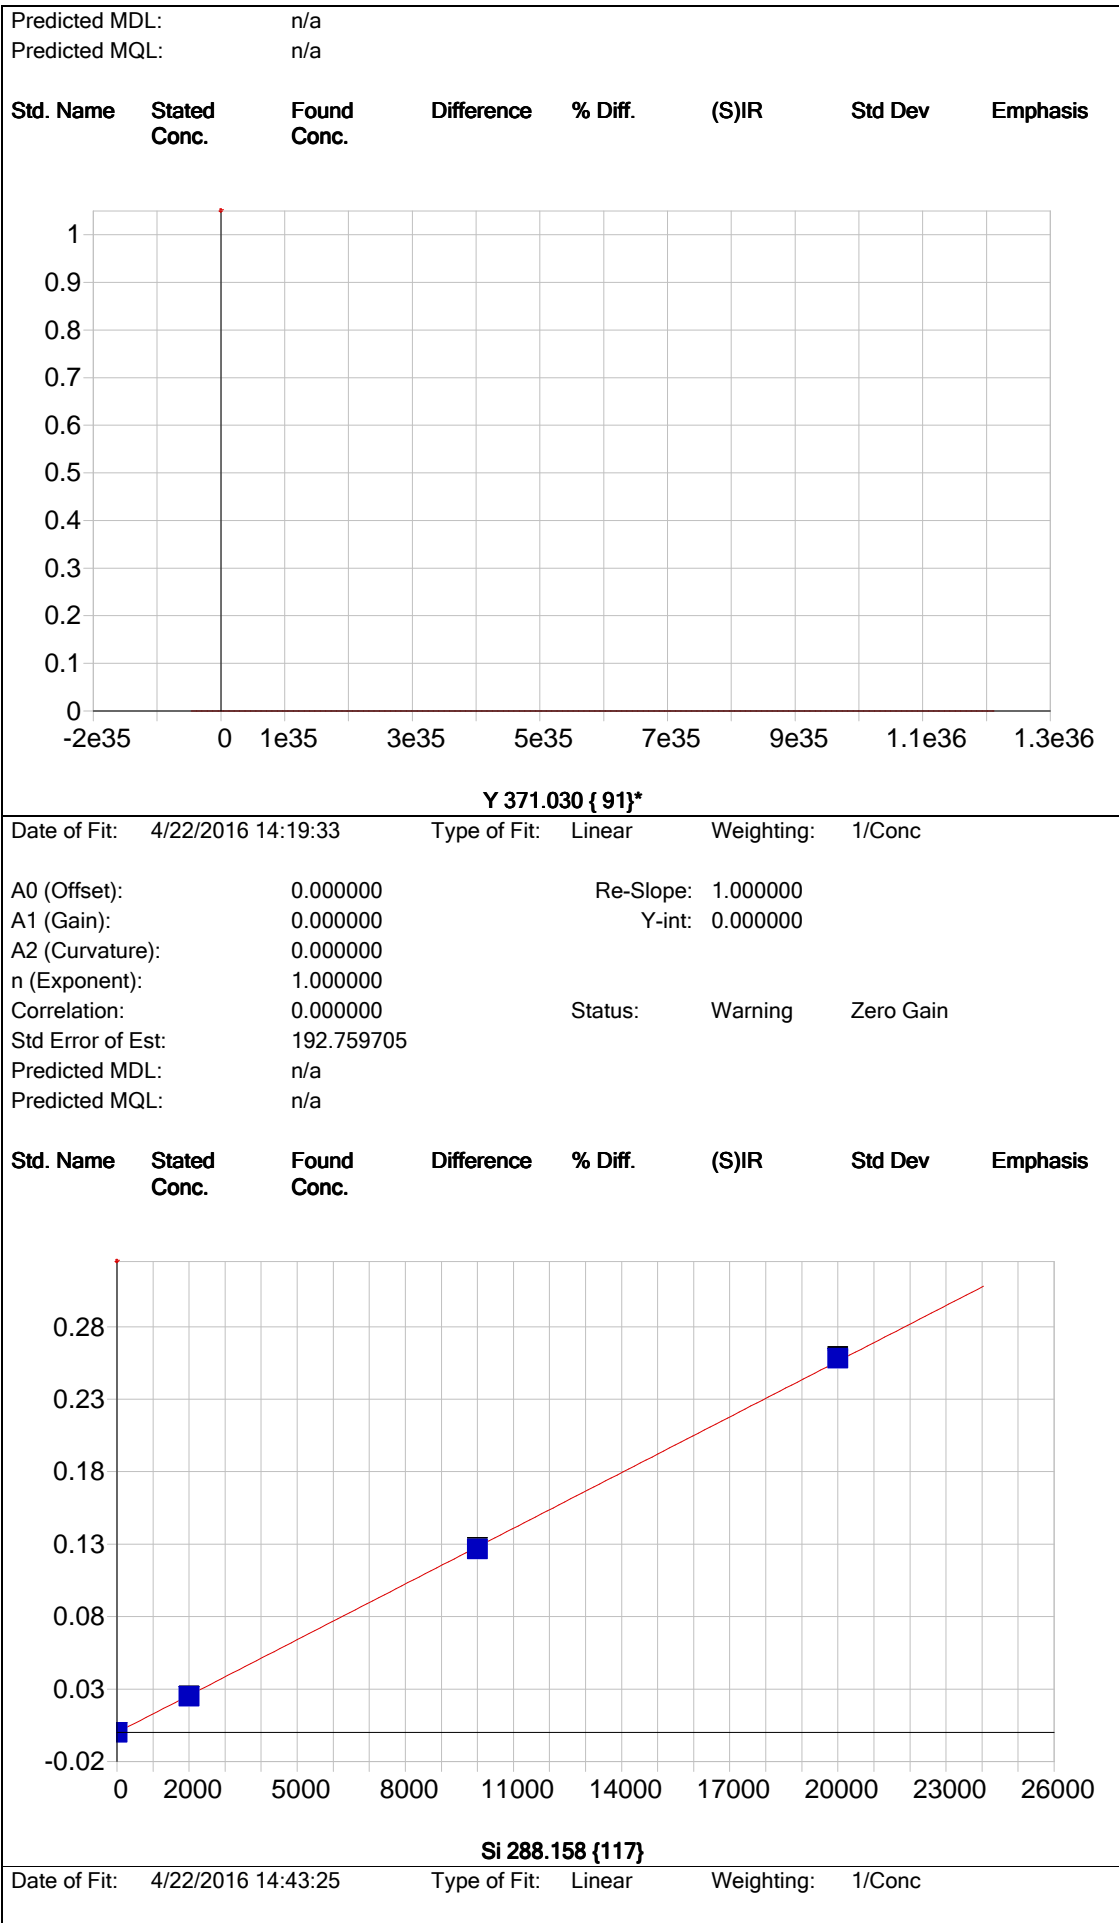 Predicted MDL: n/a
Predicted MQL: n/a
Std. Name Stated Conc. Found Conc. Difference % Diff. (S)IR Std Dev Emphasis
1
0.9
0.8
0.7
0.6
0.5
0.4
0.3
0.2
0.1
0
-2e35 0 1e35 3e35 5e35 7e35 9e35 1.1e36 1.3e36
Y 371.030 { 91}*
Date of Fit: 4/22/2016 14:19:33 Type of Fit: Linear Weighting: 1/Conc
A0 (Offset): 0.000000 Re-Slope: 1.000000
A1 (Gain): 0.000000 Y-int: 0.000000
A2 (Curvature): 0.000000
n (Exponent): 1.000000
Correlation: 0.000000 Status: Warning Zero Gain
Std Error of Est: 192.759705
Predicted MDL: n/a
Predicted MQL: n/a
Std. Name Stated Conc. Found Conc. Difference % Diff. (S)IR Std Dev Emphasis
0.28
0.23
0.18
0.13
0.08
0.03
-0.02
0 2000 5000 8000 11000 14000 17000 20000 23000 26000
Si 288.158 {117}
Date of Fit: 4/22/2016 14:43:25 Type of Fit: Linear Weighting: 1/Conc